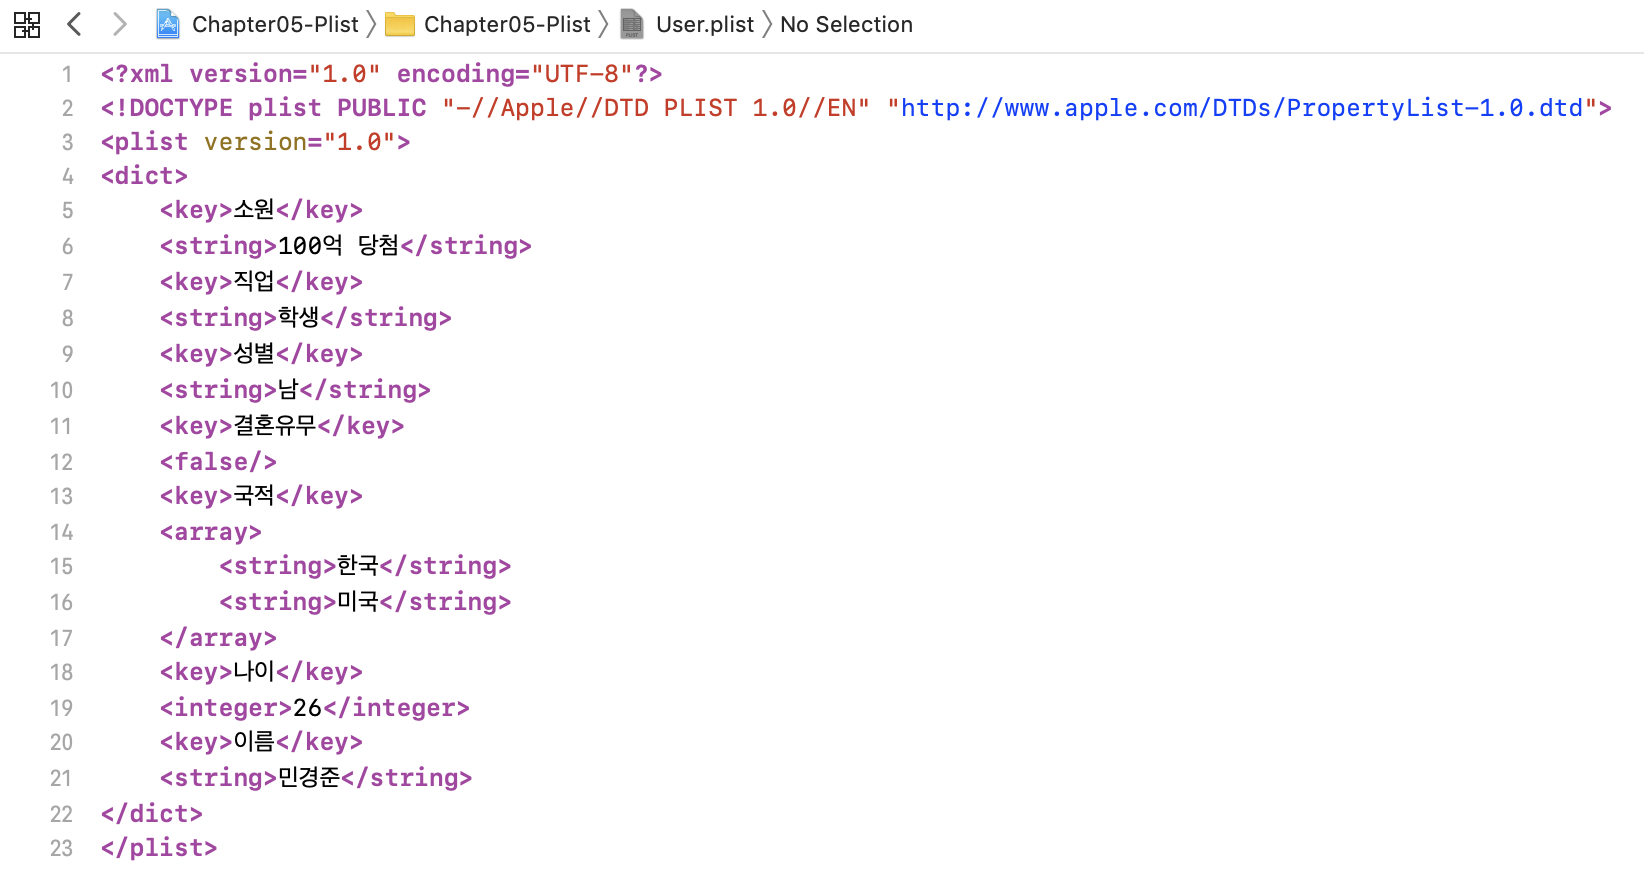 Chapter05-Plist Chapter05-Plist User.plist No Selection
1 <?xml version="1.0" encoding="UTF-8"?>
2 <!DOCTYPE plist PUBLIC "-//Apple//DTD PLIST 1.0//EN" "http://www.apple.com/DTDs/PropertyList-1.0.dtd">
3 <plist version="1.0">
4 <dict>
5     <key>소원</key>
6     <string>100억 당첨</string>
7     <key>직업</key>
8     <string>학생</string>
9     <key>성별</key>
10     <string>남</string>
11     <key>결혼유무</key>
12     <false/>
13     <key>국적</key>
14     <array>
15         <string>한국</string>
16         <string>미국</string>
17     </array>
18     <key>나이</key>
19     <integer>26</integer>
20     <key>이름</key>
21     <string>민경준</string>
22 </dict>
23 </plist>